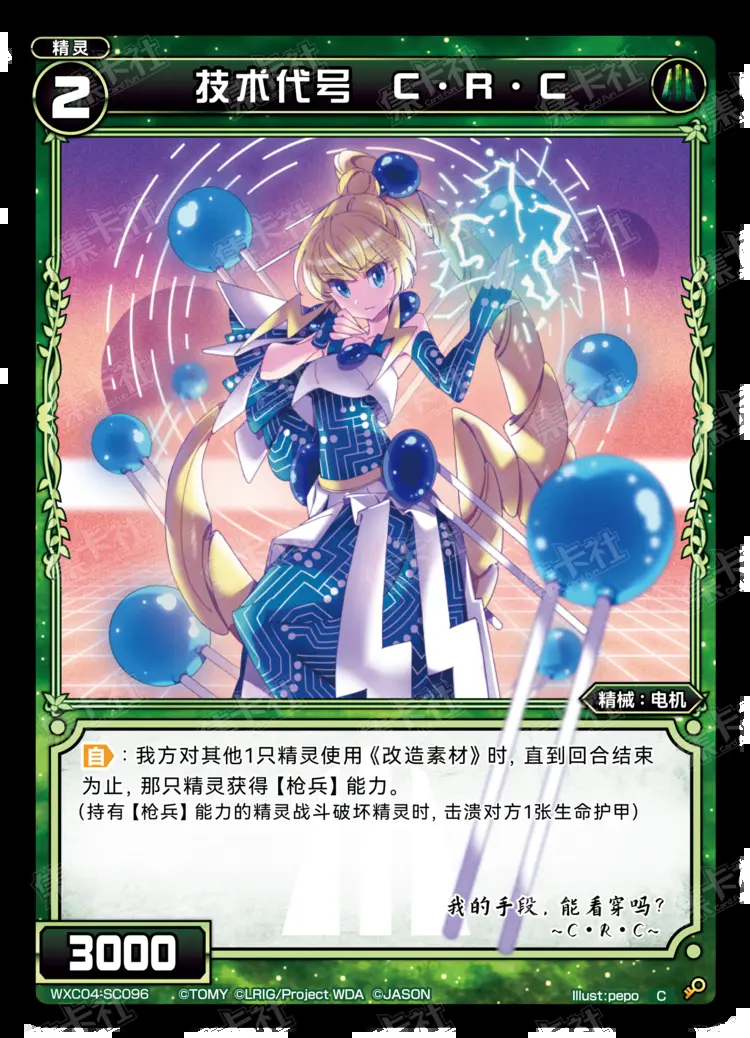 精灵
2
技术代号 C・R・C
精械：电机
自：我方对其他1只精灵使用《改造素材》时，直到回合结束
为止，那只精灵获得【枪兵】能力。
（持有【枪兵】能力的精灵战斗破坏精灵时，击溃对方1张生命护甲）
我的手段，能看穿吗？
～C・R・C～
3000
WXC04-SC096 ©TOMY ©LRIG/Project WDA ©JASON Illust:pepo C
集卡社